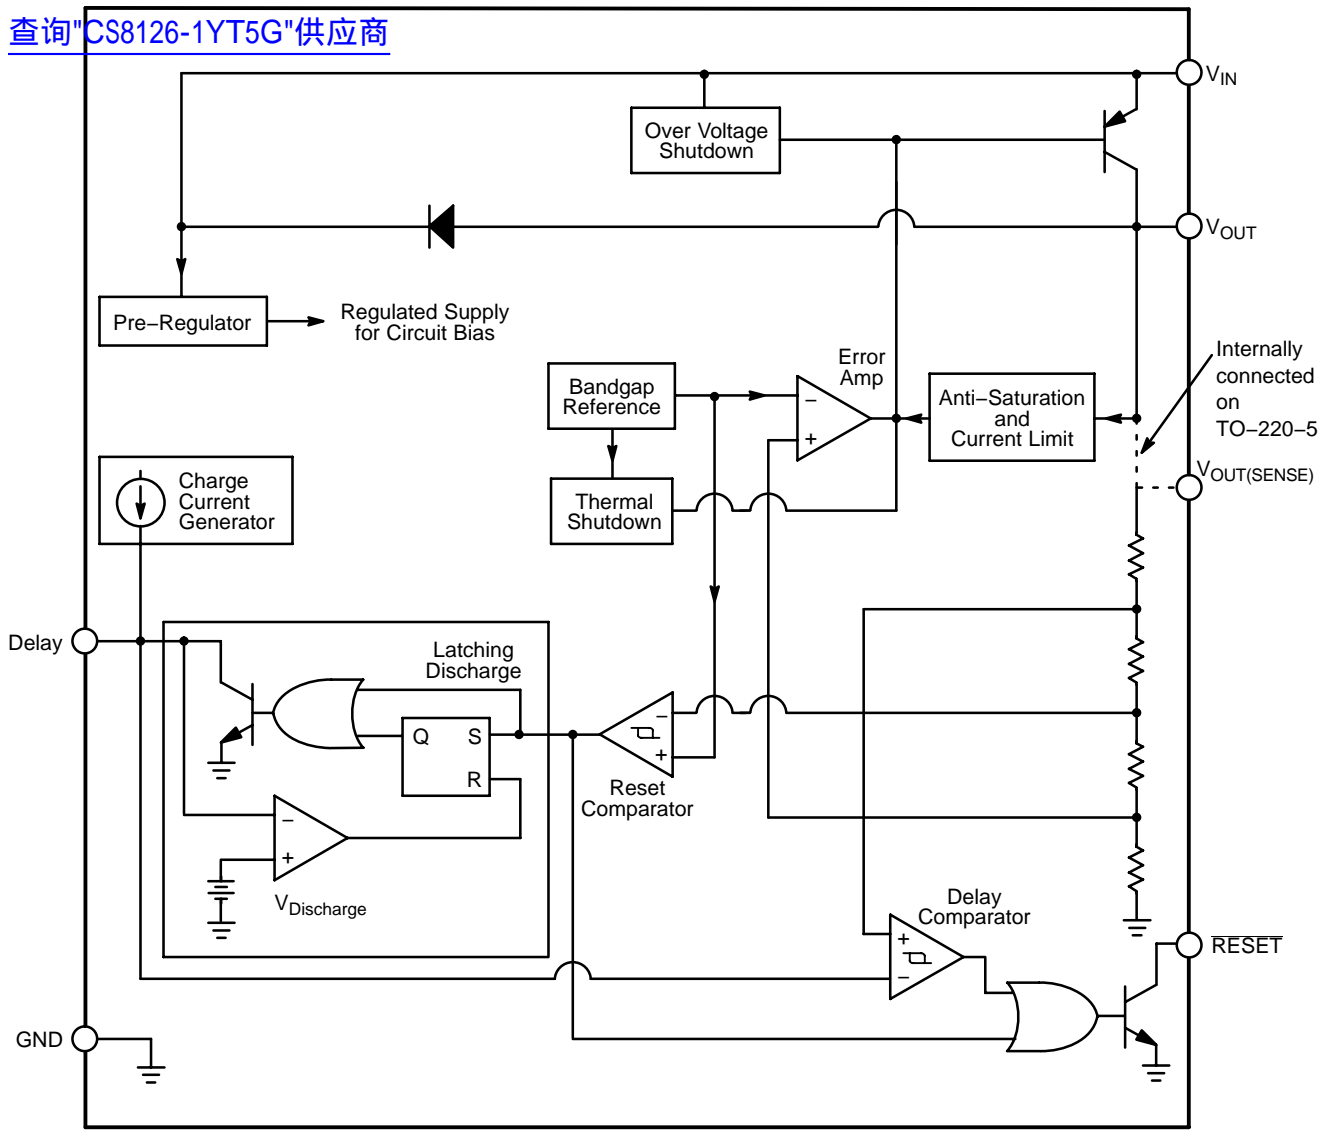 查询"CS8126-1YT5G"供应商
VIN
Over Voltage
Shutdown
VOUT
Pre−Regulator
Regulated Supply
for Circuit Bias
Error
Amp
Internally
connected
on
TO−220−5
Bandgap
Reference
−
+
Anti−Saturation
and
Current Limit
VOUT(SENSE)
Charge
Current
Generator
Thermal
Shutdown
Delay
Latching
Discharge
Q
S
R
−
+
Reset
Comparator
−
+
VDischarge
Delay
Comparator
+
−
RESET
GND